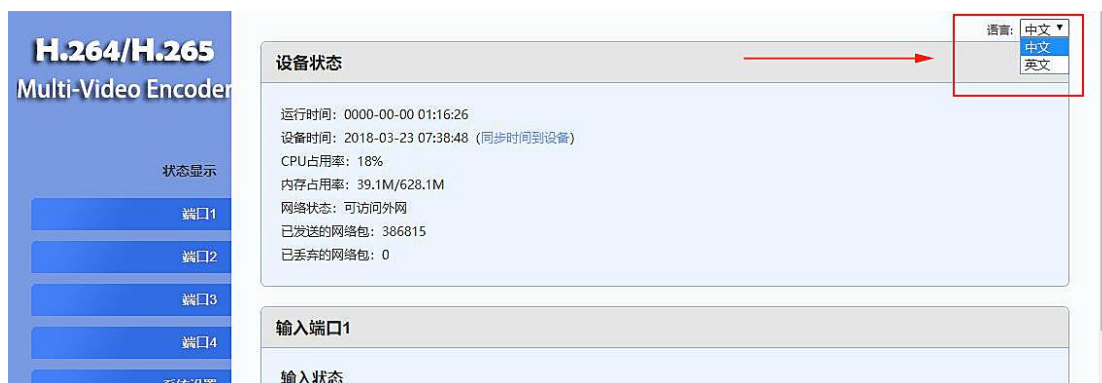 H.264/H.265
Multi-Video Encoder
状态显示
端口1
端口2
端口3
端口4
系统设置
语言: 中文
中文
英文
设备状态
运行时间: 0000-00-00 01:16:26
设备时间: 2018-03-23 07:38:48 (同步时间到设备)
CPU占用率: 18%
内存占用率: 39.1M/628.1M
网络状态: 可访问外网
已发送的网络包: 386815
已丢弃的网络包: 0
输入端口1
输入状态